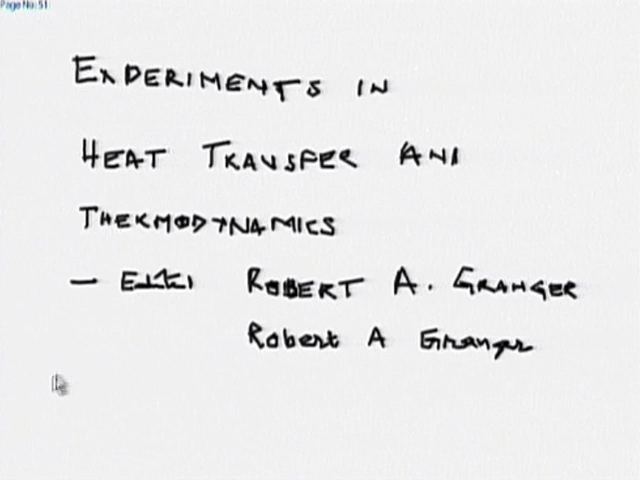 Page No: 51
EXPERIMENTS IN
HEAT TRANSFER AND
THERMODYNAMICS
- ROBERT A. GRANGER
Robert A Granger